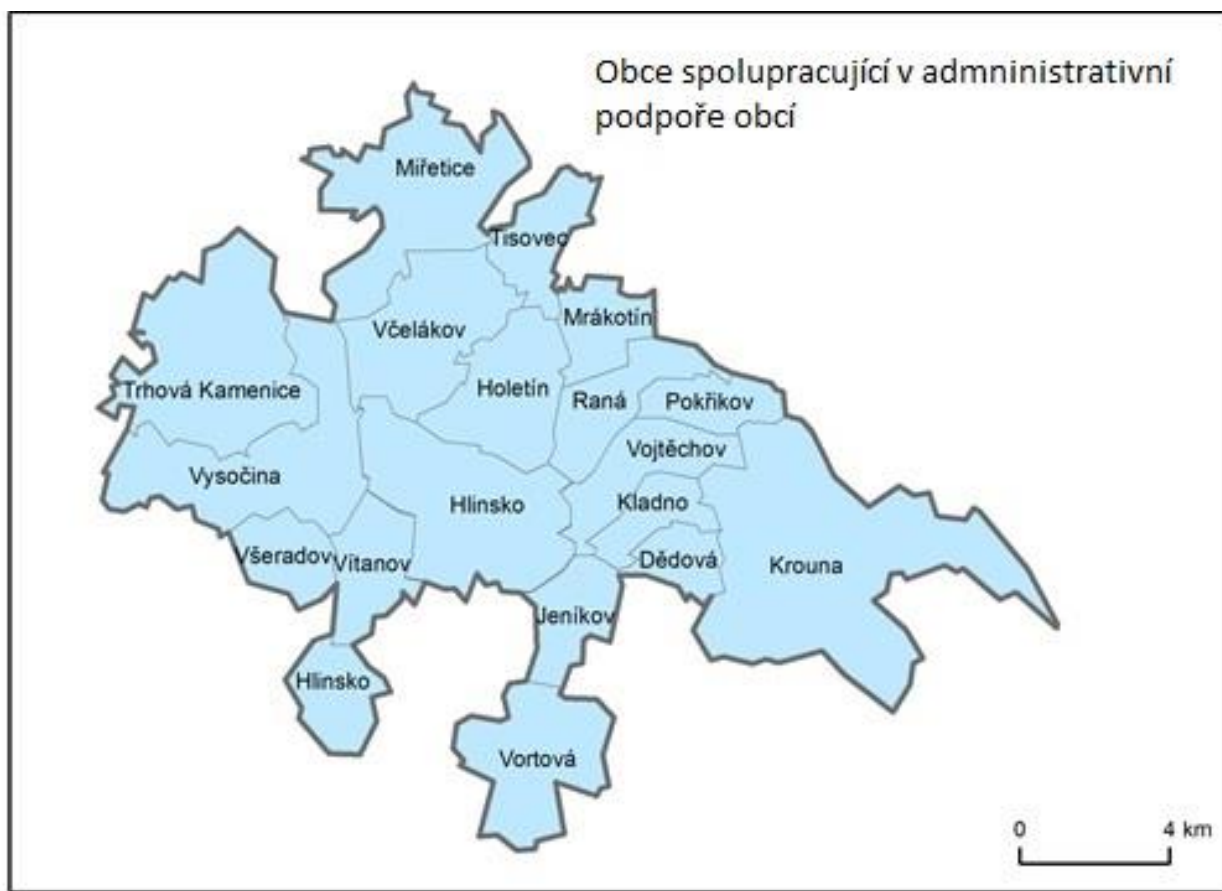 Obce spolupracující v admninistrativní
podpoře obcí
Miřetice
Tisovec
Mrákotín
Včelákov
Trhová Kamenice
Holetín
Raná
Pokřikov
Vojtěchov
Vysočina
Hlinsko
Kladno
Všeradov
Vítanov
Dědová
Krouna
Jeníkov
Hlinsko
Vortová
0 4 km